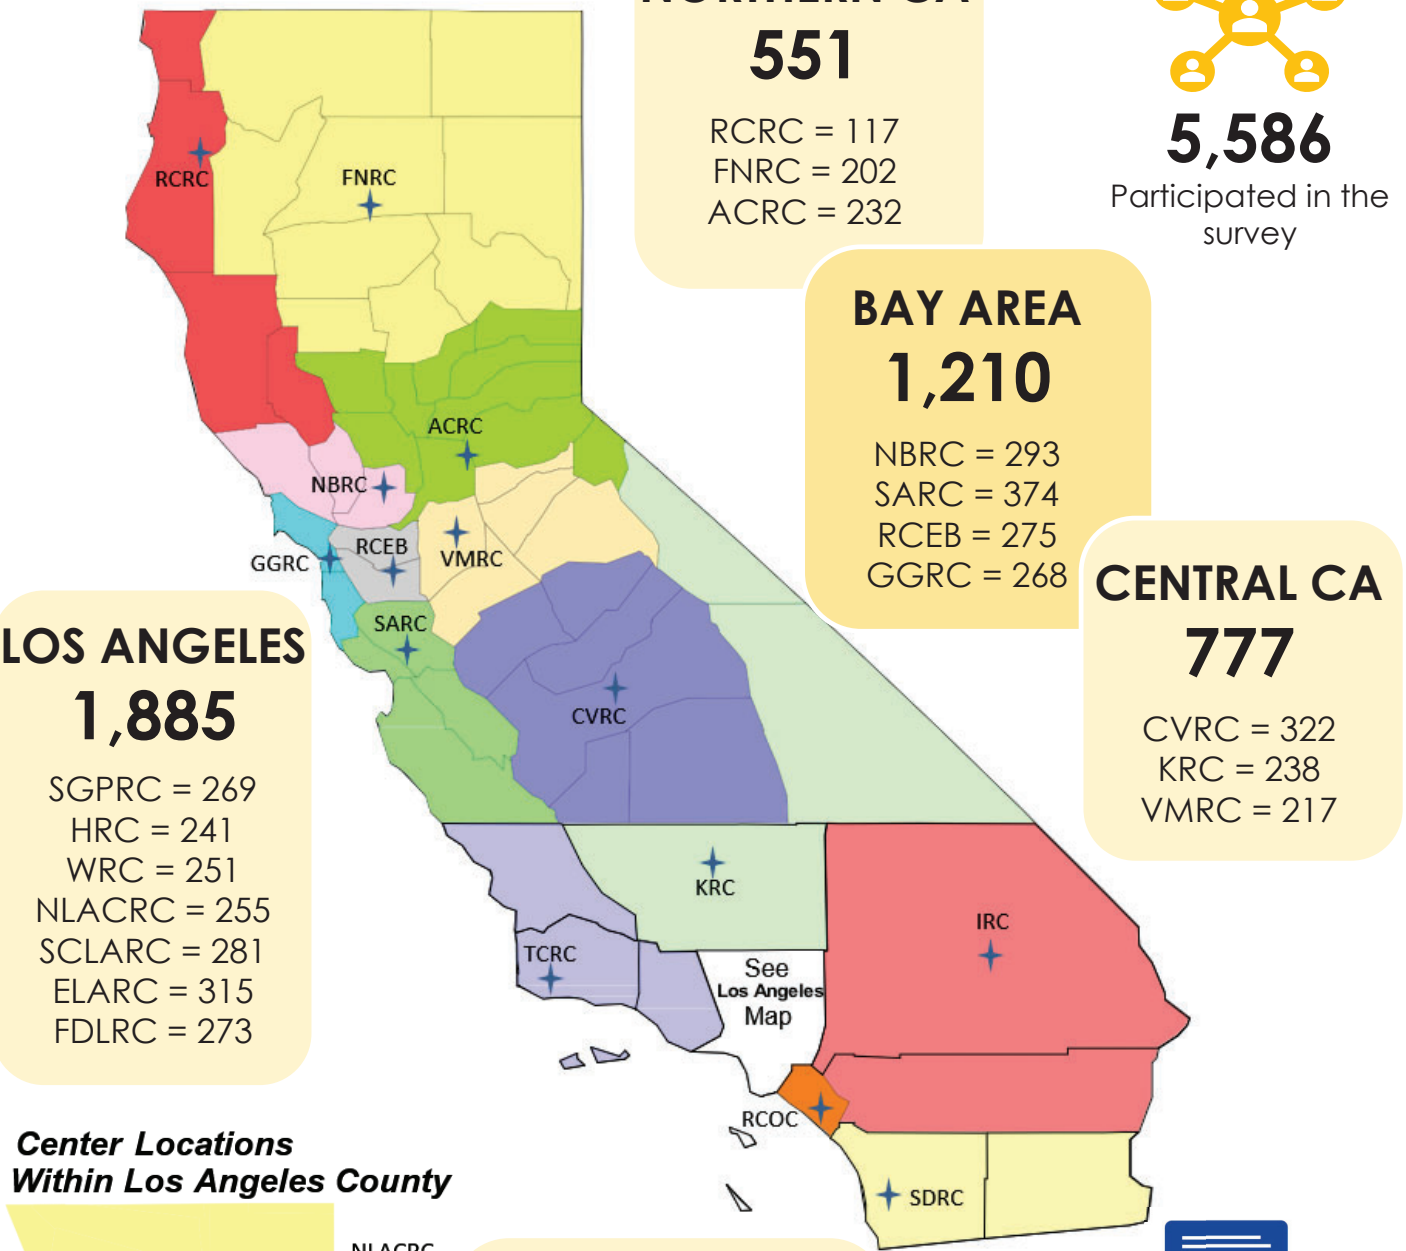 NORTHERN CA
551
RCRC = 117
FNRC = 202
ACRC = 232
5,586
Participated in the
survey
BAY AREA
1,210
NBRC = 293
SARC = 374
RCEB = 275
GGRC = 268
CENTRAL CA
777
CVRC = 322
KRC = 238
VMRC = 217
LOS ANGELES
1,885
SGPRC = 269
HRC = 241
WRC = 251
NLACRC = 255
SCLARC = 281
ELARC = 315
FDLRC = 273
RCRC
FNRC
ACRC
NBRC
GGRC
RCEB
VMRC
SARC
CVRC
KRC
IRC
TCRC
See
Los Angeles
Map
RCOC
SDRC
Center Locations
Within Los Angeles County
NLACRC